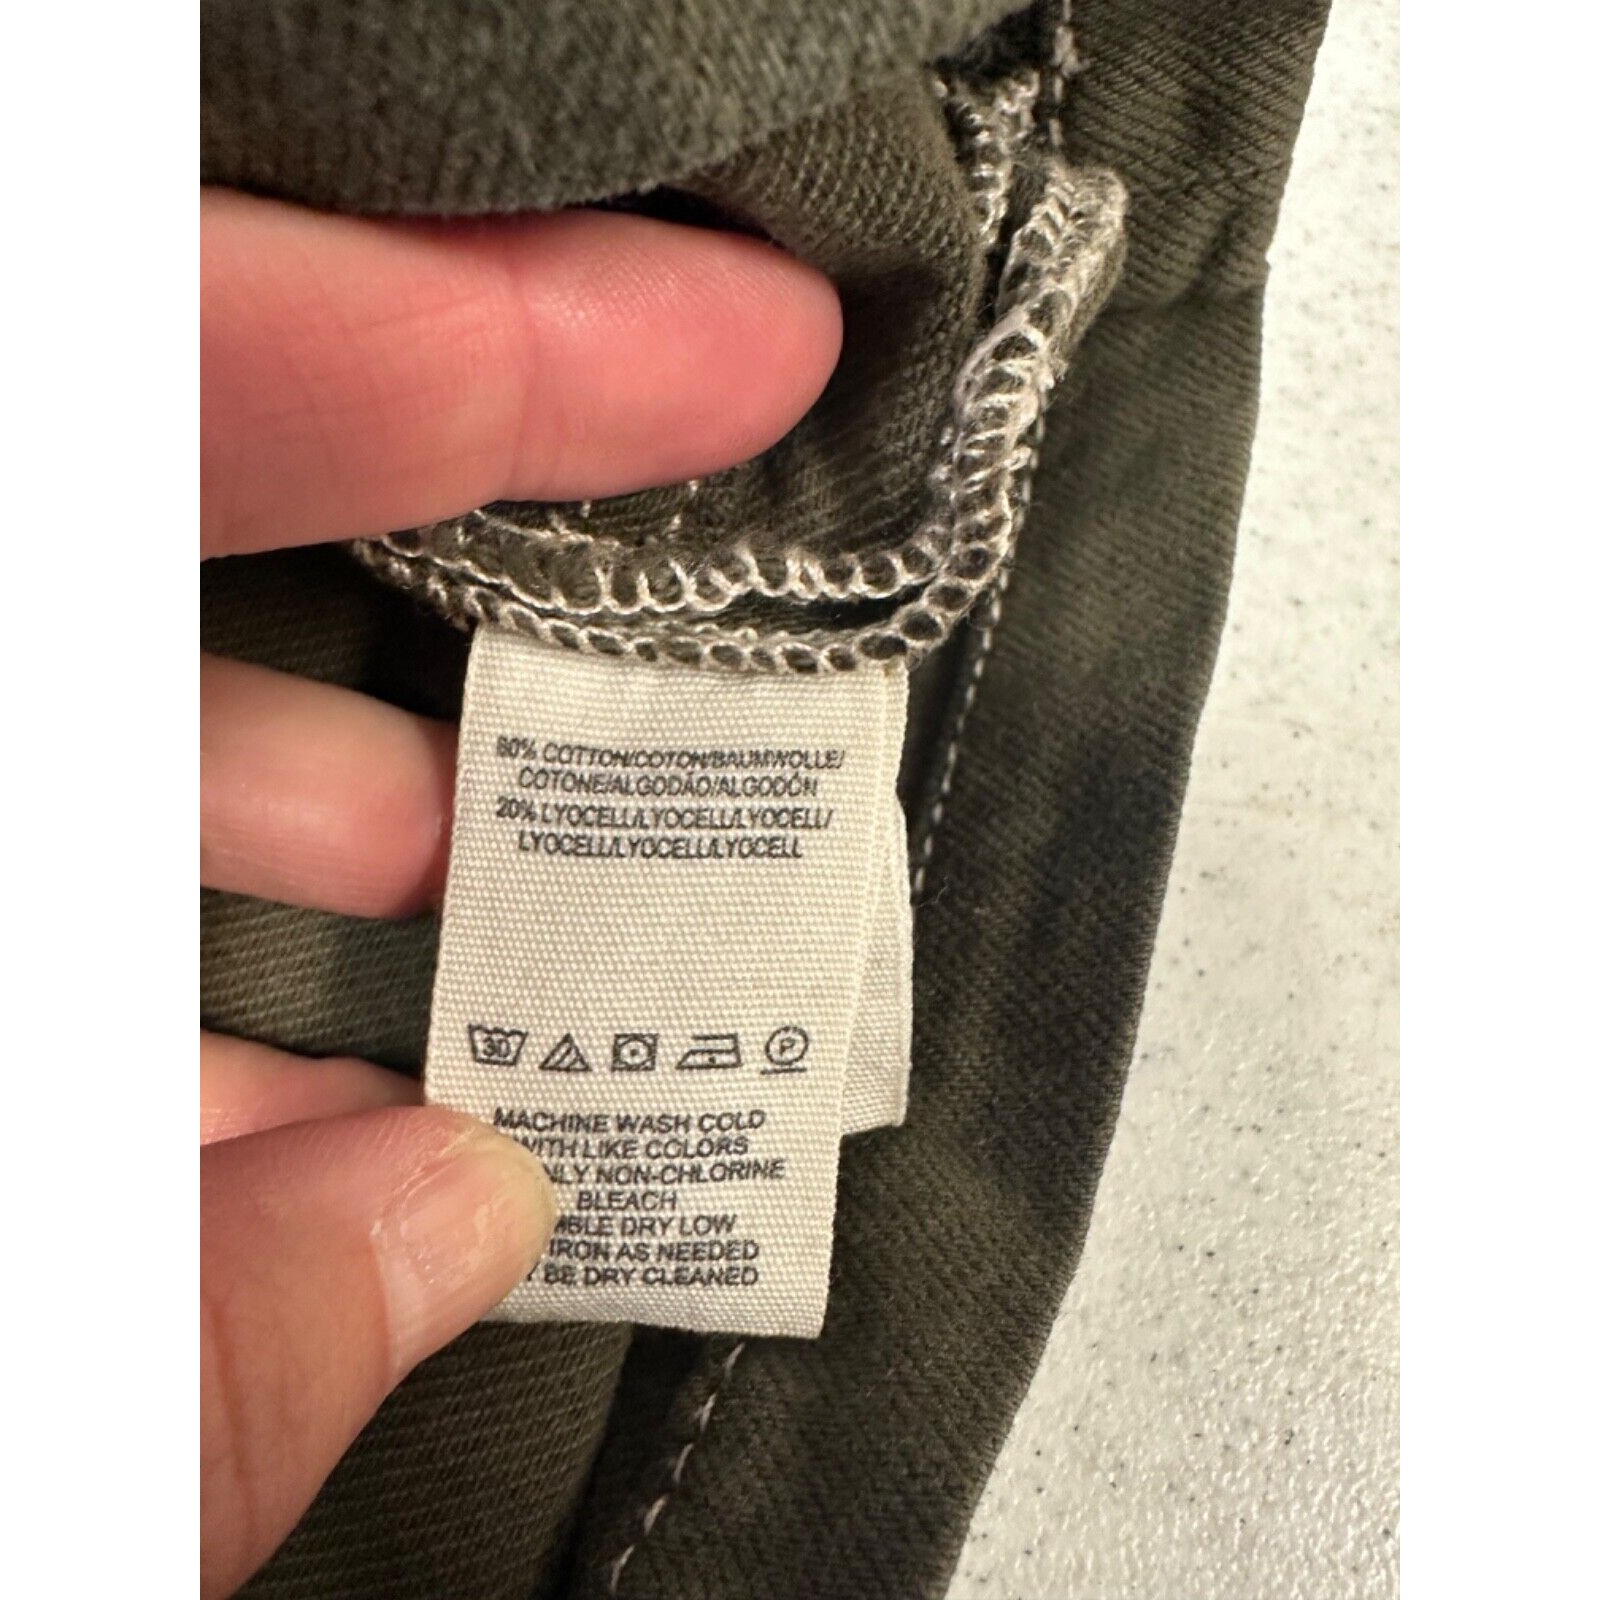 80% COTTON/COTON/BAUMWOLLE/
COTONE/ALGODÃO/ALGODÓN
20% LYOCELL/LYOCELL/LYOCELL/
LYOCELL/LYOCELL/LYOCELL
30 P
MACHINE WASH COLD
WITH LIKE COLORS
NON-CHLORINE
BLEACH
DRY LOW
IRON AS NEEDED
BE DRY CLEANED